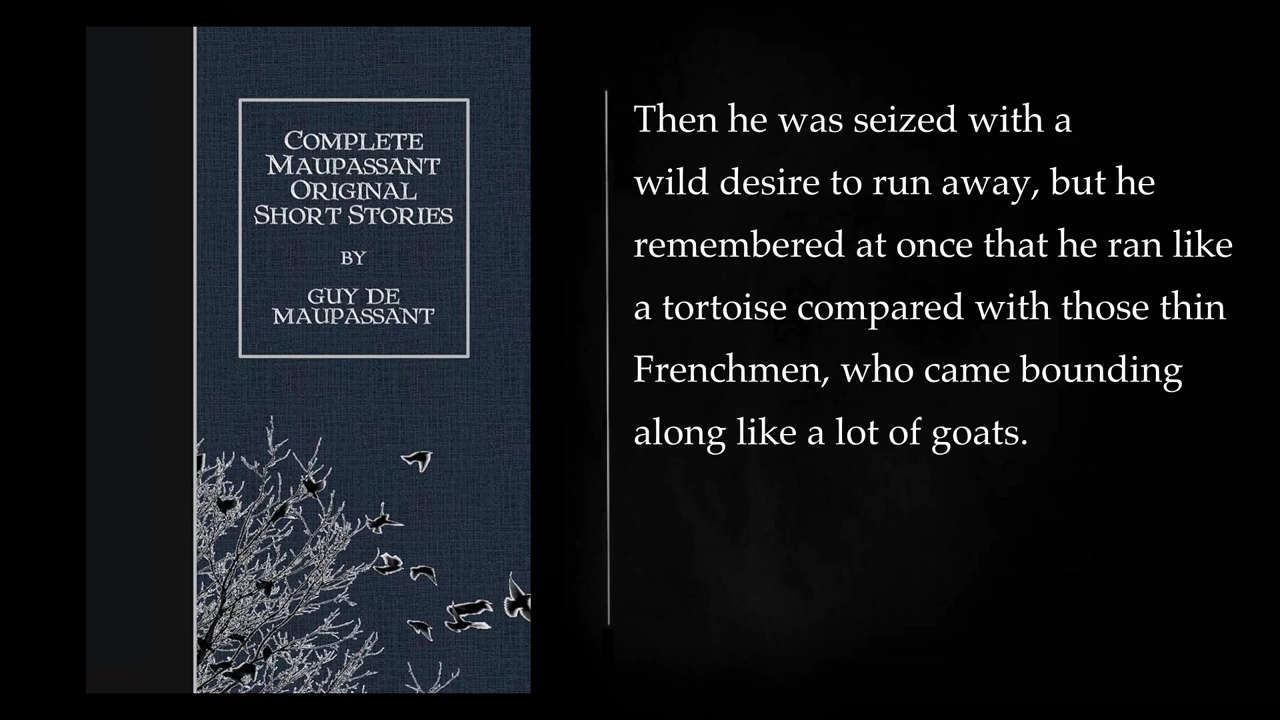 COMPLETE
MAUPASSANT
ORIGINAL
SHORT STORIES
BY
GUY DE
MAUPASSANT
Then he was seized with a
wild desire to run away, but he
remembered at once that he ran like
a tortoise compared with those thin
Frenchmen, who came bounding
along like a lot of goats.